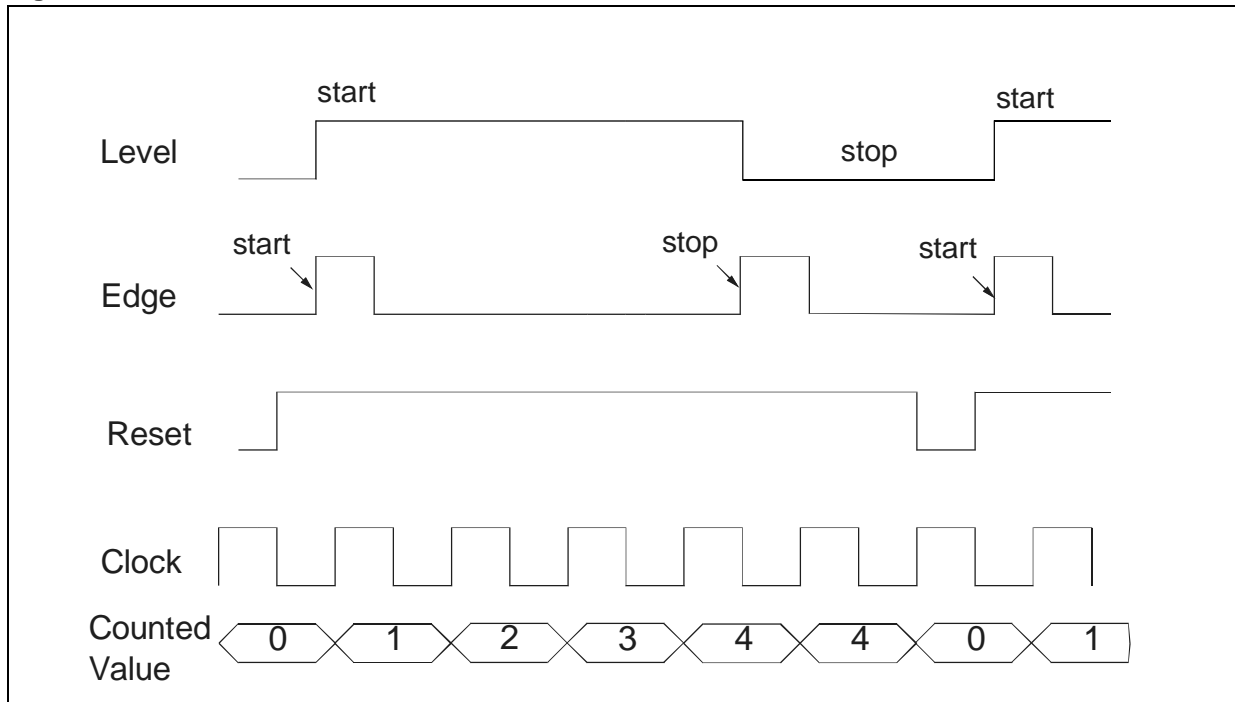 start
start
Level
stop
start
stop
start
Edge
Reset
Clock
Counted
Value
0
1
2
3
4
4
0
1